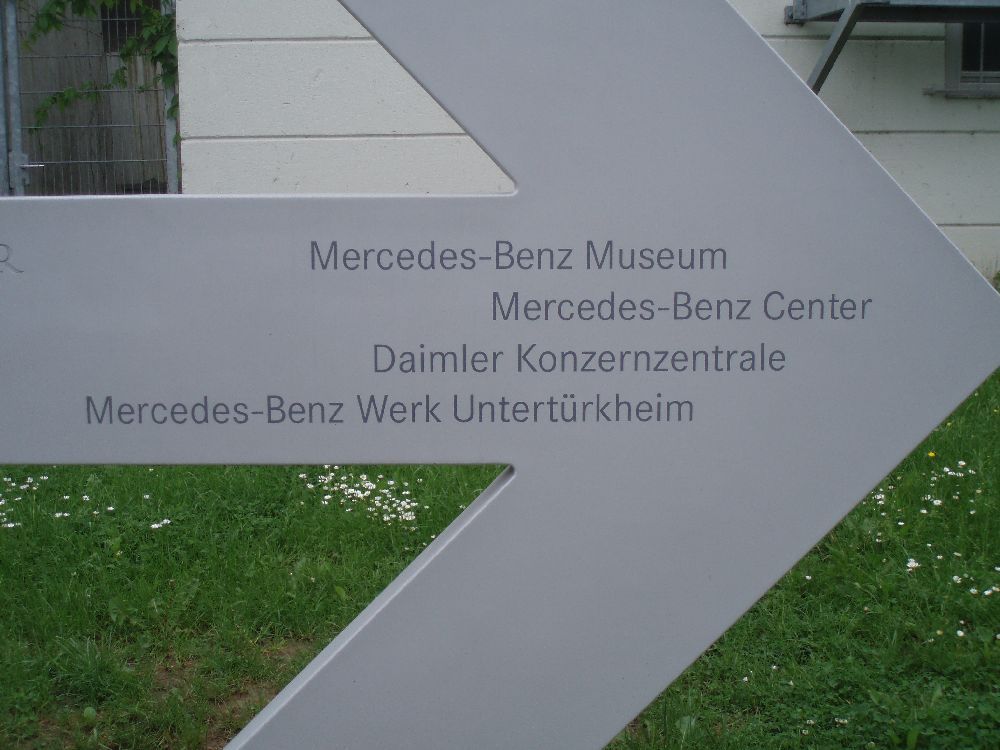 R
Mercedes-Benz Museum
Mercedes-Benz Center
Daimler Konzernzentrale
Mercedes-Benz Werk Untertürkheim